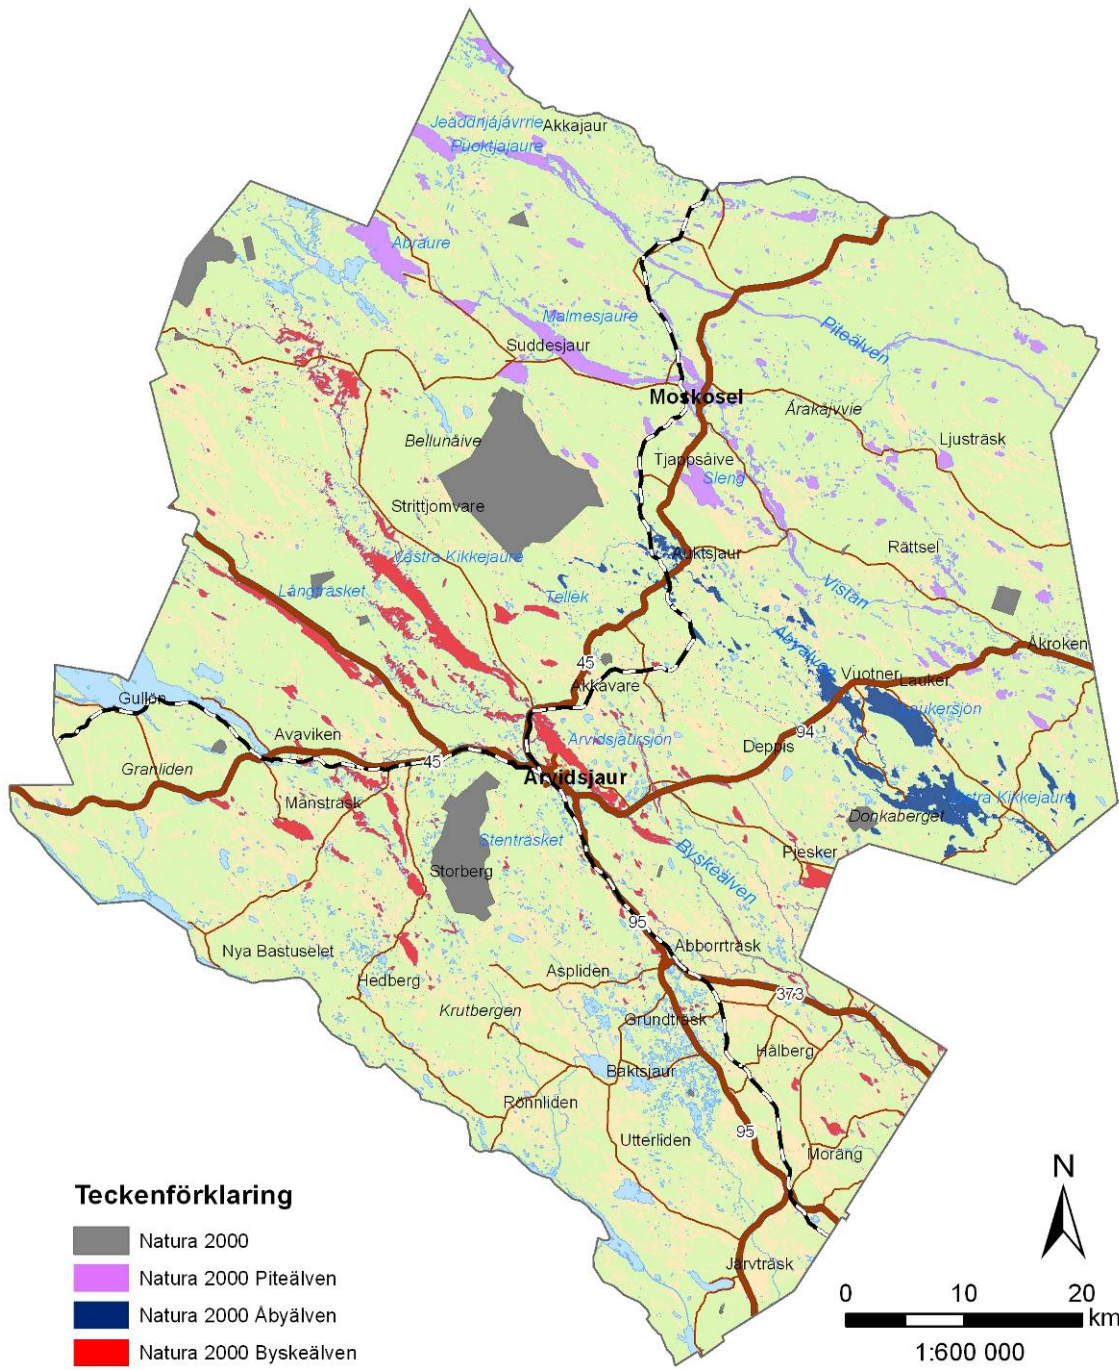 Jeaddnjájávrrie
Akkajaur
Puoktjajaure
Abraure
Malmesjaure
Piteälven
Suddesjaur
Moskosel
Árakájvvie
Ljusträsk
Bellunåive
Tjappsåive
Sleng
Strittjomvare
Rättsel
Auktsjaur
Västra Kikkejaure
Långträsket
Tellek
Vistan
Åbyälven
Åkroken
45
Vuotner
Lauker
Akkavare
Gullön
Laukersjön
Avaviken
Arvidsjaursjön
94
Deppis
Granliden
45
Arvidsjaur
Månsträsk
Östra Kikkejaure
Donkaberget
Stenträsket
Byskeälven
Pjesker
Storberg
95
Nya Bastuselet
Abborrträsk
Aspliden
Hedberg
373
Krutbergen
Grundträsk
Hålberg
Baktsjaur
Rönnliden
95
Utterliden
Moräng
Järvträsk
Teckenförklaring
Natura 2000
Natura 2000 Piteälven
Natura 2000 Åbyälven
Natura 2000 Byskeälven
N
0 10 20
km
1:600 000